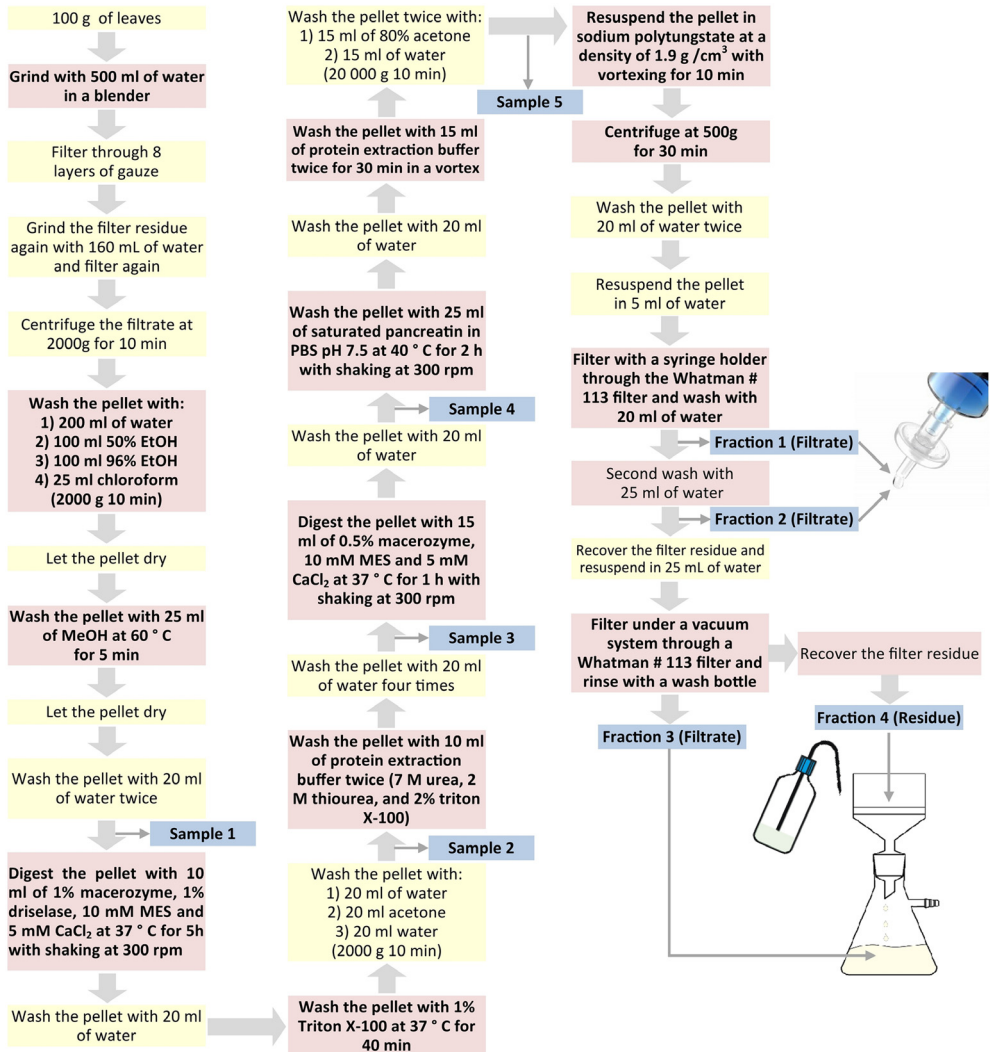 100 g of leaves
Grind with 500 ml of water
in a blender
Filter through 8
layers of gauze
Grind the filter residue
again with 160 mL of water
and filter again
Centrifuge the filtrate at
2000g for 10 min
Wash the pellet with:
1) 200 ml of water
2) 100 ml 50% EtOH
3) 100 ml 96% EtOH
4) 25 ml chloroform
(2000 g 10 min)
Let the pellet dry
Wash the pellet with 25 ml
of MeOH at 60 ° C
for 5 min
Let the pellet dry
Wash the pellet with 20 ml
of water twice
Sample 1
Digest the pellet with 10
ml of 1% macerozyme, 1%
driselase, 10 mM MES and
5 mM CaCl₂ at 37 ° C for 5h
with shaking at 300 rpm
Wash the pellet with 20 ml
of water
Wash the pellet with 1%
Triton X-100 at 37 ° C for
40 min
Wash the pellet with:
1) 20 ml of water
2) 20 ml acetone
3) 20 ml water
(2000 g 10 min)
Sample 2
Wash the pellet with 10 ml
of protein extraction
buffer twice (7 M urea, 2
M thiourea, and 2% triton
X-100)
Wash the pellet with 20 ml
of water four times
Sample 3
Digest the pellet with 15
ml of 0.5% macerozyme,
10 mM MES and 5 mM
CaCl₂ at 37 ° C for 1 h with
shaking at 300 rpm
Wash the pellet with 20 ml
of water
Sample 4
Wash the pellet with 25 ml
of saturated pancreatin in
PBS pH 7.5 at 40 ° C for 2 h
with shaking at 300 rpm
Wash the pellet with 20 ml
of water
Wash the pellet with 15 ml
of protein extraction buffer
twice for 30 min in a vortex
Wash the pellet twice with:
1) 15 ml of 80% acetone
2) 15 ml of water
(20 000 g 10 min)
Sample 5
Resuspend the pellet in
sodium polytungstate at a
density of 1.9 g /cm³ with
vortexing for 10 min
Centrifuge at 500g
for 30 min
Wash the pellet with
20 ml of water twice
Resuspend the pellet
in 5 ml of water
Filter with a syringe holder
through the Whatman #
113 filter and wash with
20 ml of water
Fraction 1 (Filtrate)
Second wash with
25 ml of water
Fraction 2 (Filtrate)
Recover the filter residue and
resuspend in 25 mL of water
Filter under a vacuum
system through a
Whatman # 113 filter and
rinse with a wash bottle
Recover the filter residue
Fraction 3 (Filtrate)
Fraction 4 (Residue)